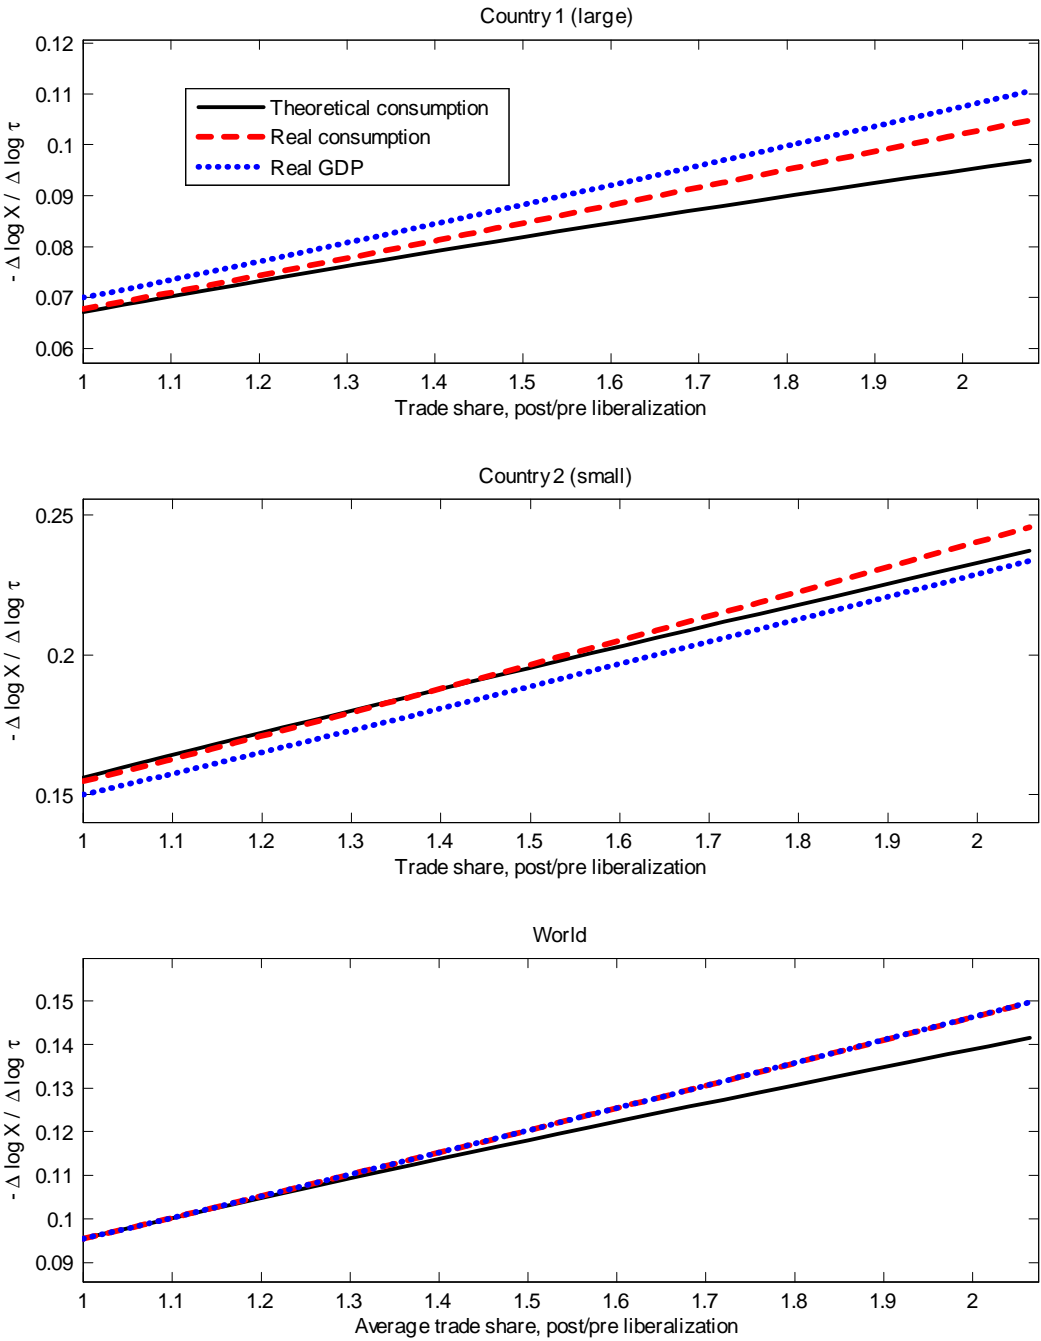 Country 1 (large)
0.12
0.11
0.1
0.09
0.08
0.07
0.06
- Δ log X / Δ log τ
Theoretical consumption
Real consumption
Real GDP
1 1.1 1.2 1.3 1.4 1.5 1.6 1.7 1.8 1.9 2
Trade share, post/pre liberalization
Country 2 (small)
0.25
0.2
0.15
- Δ log X / Δ log τ
1 1.1 1.2 1.3 1.4 1.5 1.6 1.7 1.8 1.9 2
Trade share, post/pre liberalization
World
0.15
0.14
0.13
0.12
0.11
0.1
0.09
- Δ log X / Δ log τ
1 1.1 1.2 1.3 1.4 1.5 1.6 1.7 1.8 1.9 2
Average trade share, post/pre liberalization